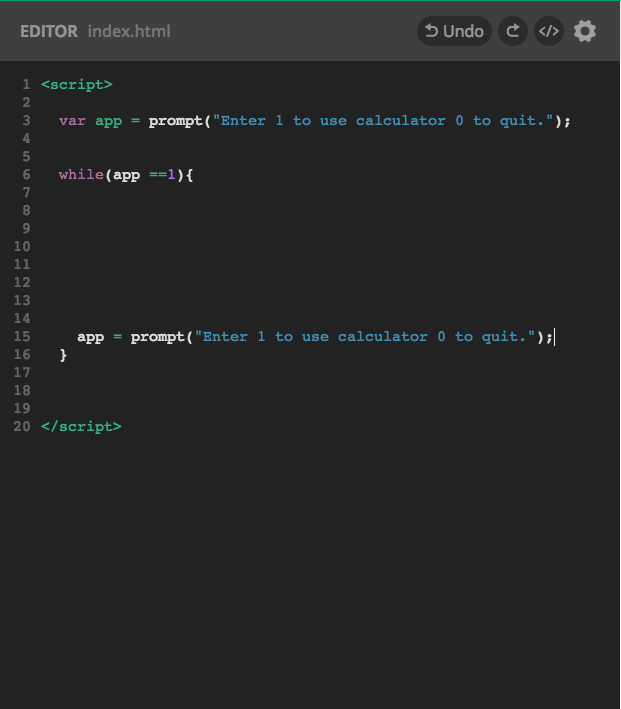 EDITOR index.html
Undo
</>
1 <script>
2
3 var app = prompt("Enter 1 to use calculator 0 to quit.");
4
5
6 while(app ==1){
7
8
9
10
11
12
13
14
15 app = prompt("Enter 1 to use calculator 0 to quit.");
16 }
17
18
19
20 </script>